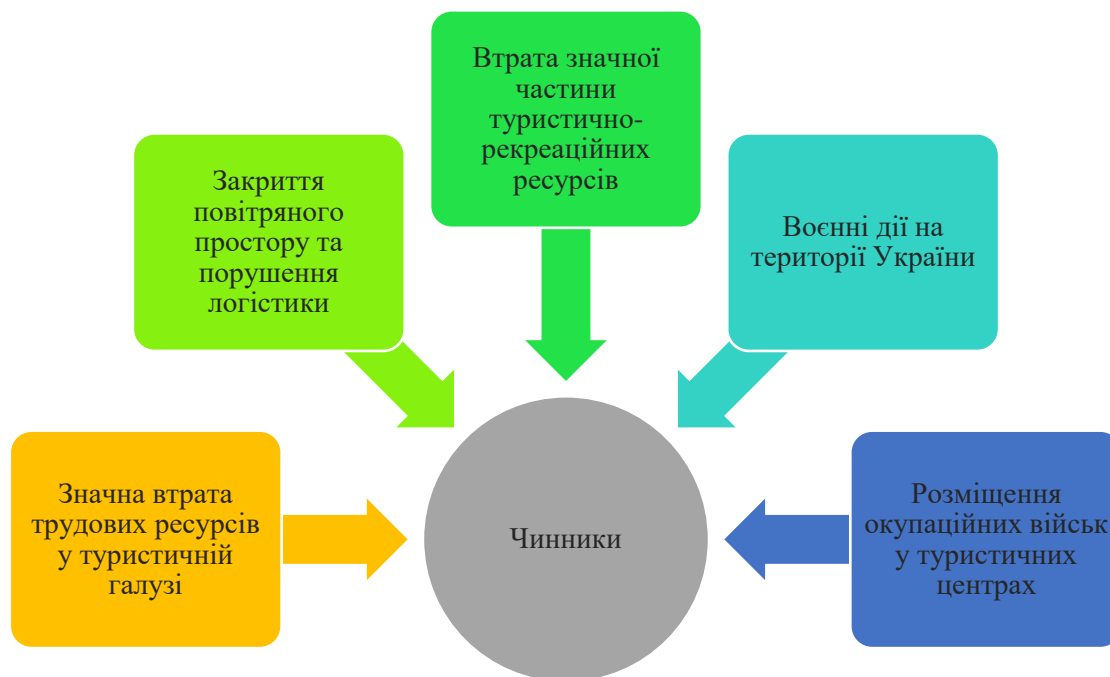 Втрата значної
частини
туристично-
рекреаційних
ресурсів
Закриття
повітряного
простору та
порушення
логістики
Воєнні дії на
території України
Значна втрата
трудових ресурсів
у туристичній
галузі
Чинники
Розміщення
окупаційних військ
у туристичних
центрах